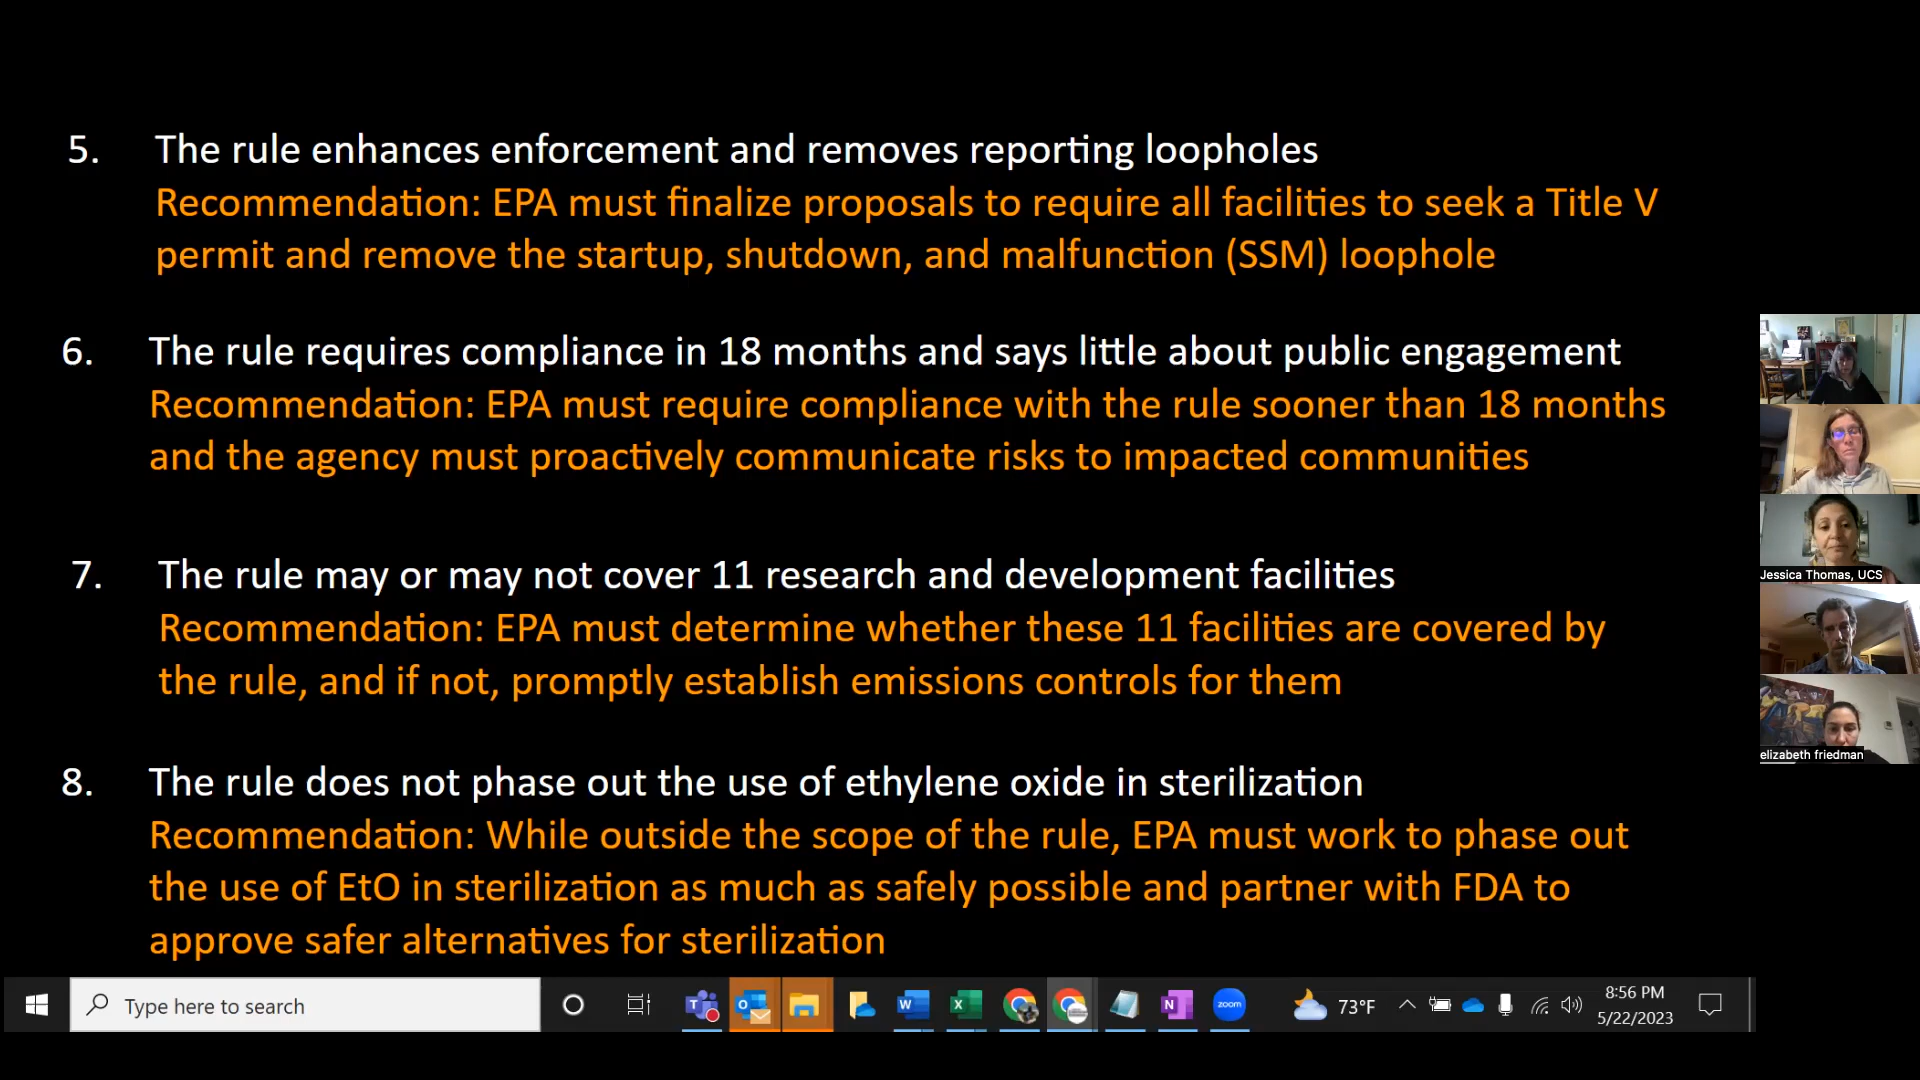 5. The rule enhances enforcement and removes reporting loopholes
Recommendation: EPA must finalize proposals to require all facilities to seek a Title V
permit and remove the startup, shutdown, and malfunction (SSM) loophole
6. The rule requires compliance in 18 months and says little about public engagement
Recommendation: EPA must require compliance with the rule sooner than 18 months
and the agency must proactively communicate risks to impacted communities
7. The rule may or may not cover 11 research and development facilities
Recommendation: EPA must determine whether these 11 facilities are covered by
the rule, and if not, promptly establish emissions controls for them
8. The rule does not phase out the use of ethylene oxide in sterilization
Recommendation: While outside the scope of the rule, EPA must work to phase out
the use of EtO in sterilization as much as safely possible and partner with FDA to
approve safer alternatives for sterilization
Jessica Thomas, UCS
elizabeth friedman
Type here to search
T
O
W
X
N
zoom
73°F
8:56 PM
5/22/2023